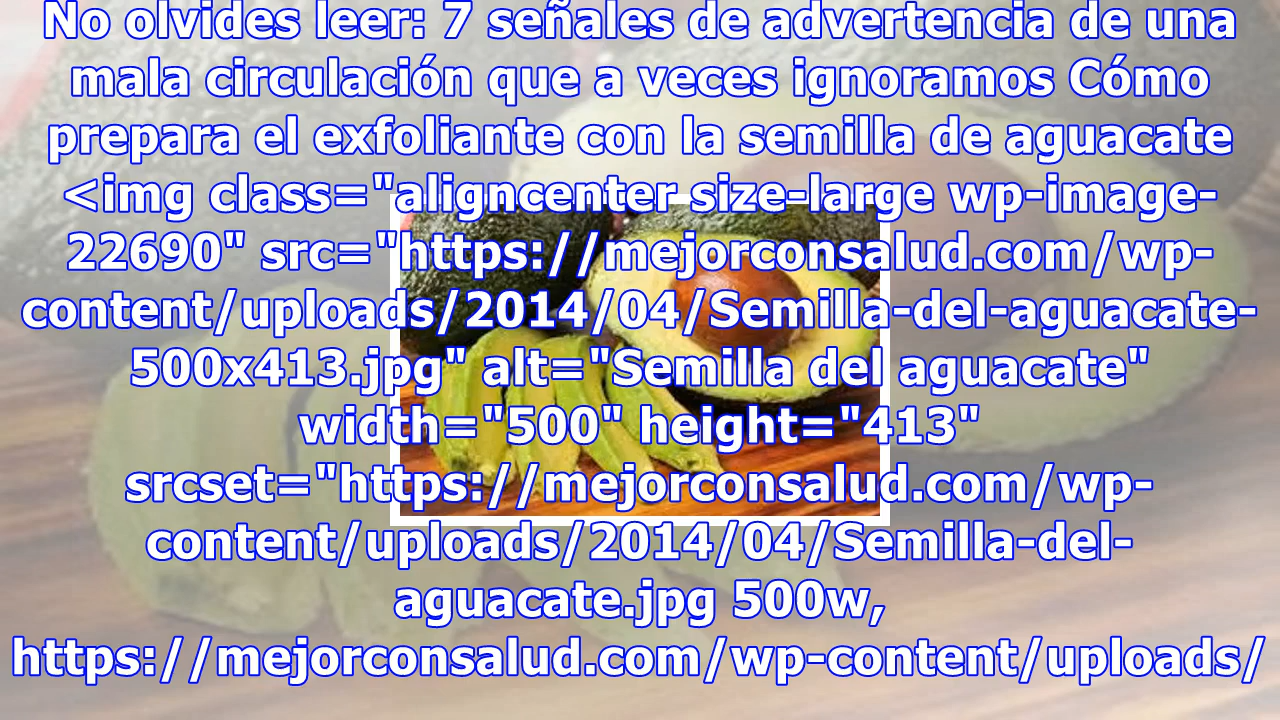 No olvides leer: 7 señales de advertencia de una
mala circulación que a veces ignoramos Cómo
prepara el exfoliante con la semilla de aguacate
<img class="aligncenter size-large wp-image-
22690" src="https://mejorconsalud.com/wp-
content/uploads/2014/04/Semilla-del-aguacate-
500x413.jpg" alt="Semilla del aguacate"
width="500" height="413"
srcset="https://mejorconsalud.com/wp-
content/uploads/2014/04/Semilla-del-
aguacate.jpg 500w,
https://mejorconsalud.com/wp-content/uploads/